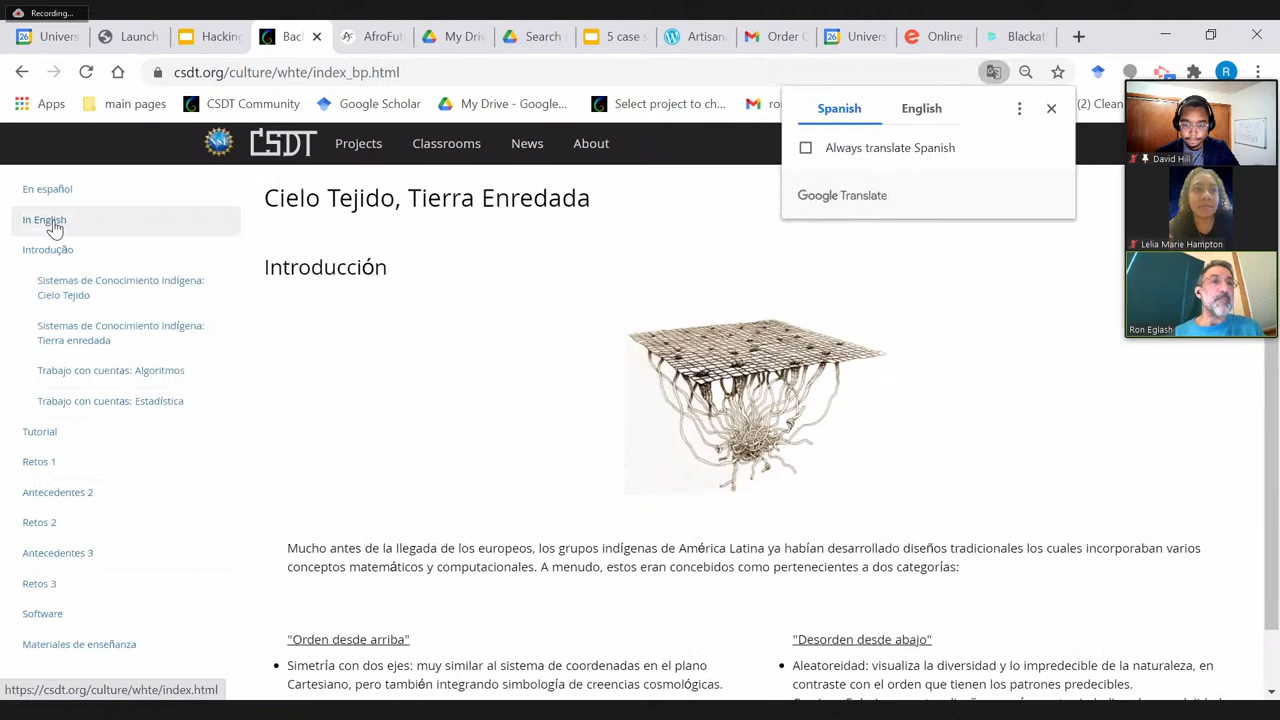 Recording...
Univers
Launch
Hacking
Bac
AfroFut
My Driv
Search
5 case s
Artisane
Order C
Univers
Online
Blackat
csdt.org/culture/whte/index_bp.html
R
Apps
main pages
CSDT Community
Google Scholar
My Drive - Google...
Select project to ch...
(2) Clean
Spanish
English
Always translate Spanish
Google Translate
CSDT
Projects
Classrooms
News
About
David Hill
Lelia Marie Hampton
Ron Eglash
En español
In English
Introdução
Sistemas de Conocimiento Indígena:
Cielo Tejido
Sistemas de Conocimiento Indígena:
Tierra enredada
Trabajo con cuentas: Algoritmos
Trabajo con cuentas: Estadística
Tutorial
Retos 1
Antecedentes 2
Retos 2
Antecedentes 3
Retos 3
Software
Materiales de enseñanza
https://csdt.org/culture/whte/index.html
Cielo Tejido, Tierra Enredada
Introducción
Mucho antes de la llegada de los europeos, los grupos indígenas de América Latina ya habían desarrollado diseños tradicionales los cuales incorporaban varios
conceptos matemáticos y computacionales. A menudo, estos eran concebidos como pertenecientes a dos categorías:
"Orden desde arriba"
Simetría con dos ejes: muy similar al sistema de coordenadas en el plano
Cartesiano, pero también integrando simbología de creencias cosmológicas.
"Desorden desde abajo"
Aleatoreidad: visualiza la diversidad y lo impredecible de la naturaleza, en
contraste con el orden que tienen los patrones predecibles.